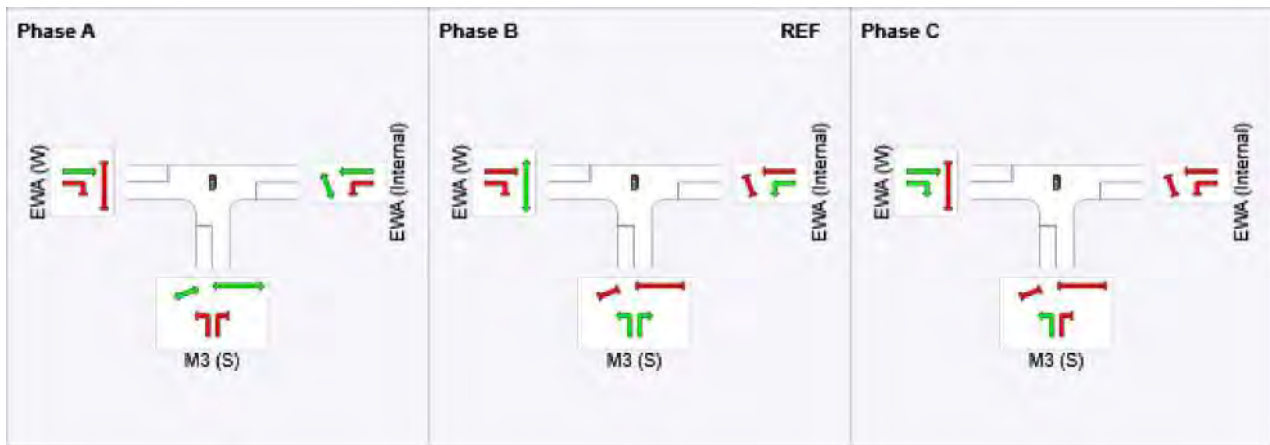 Phase A
EWA (W)
EWA (Internal)
M3 (S)
Phase B
REF
EWA (W)
EWA (Internal)
M3 (S)
Phase C
EWA (W)
EWA (Internal)
M3 (S)